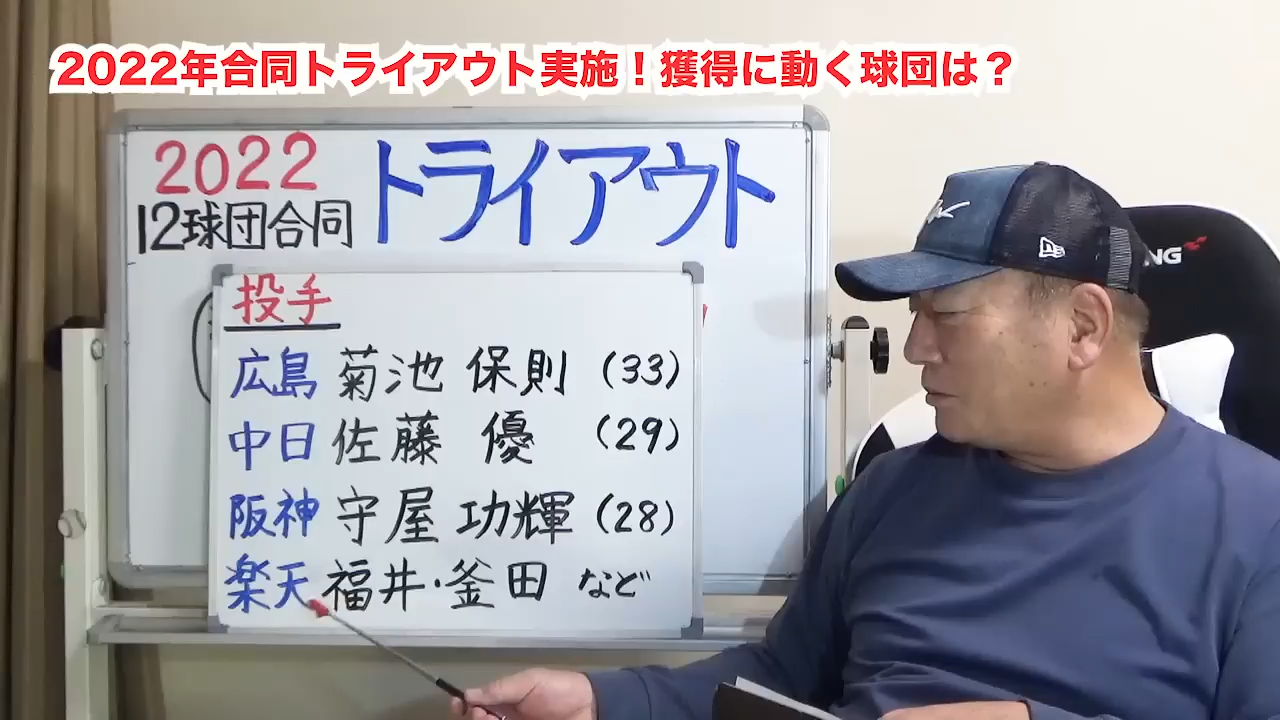 2022年合同トライアウト実施！獲得に動く球団は？
2022
12球団合同
トライアウト
投手
広島 菊池 保則 (33)
中日 佐藤 優 (29)
阪神 守屋 功輝 (28)
楽天 福井・釜田 など
NG